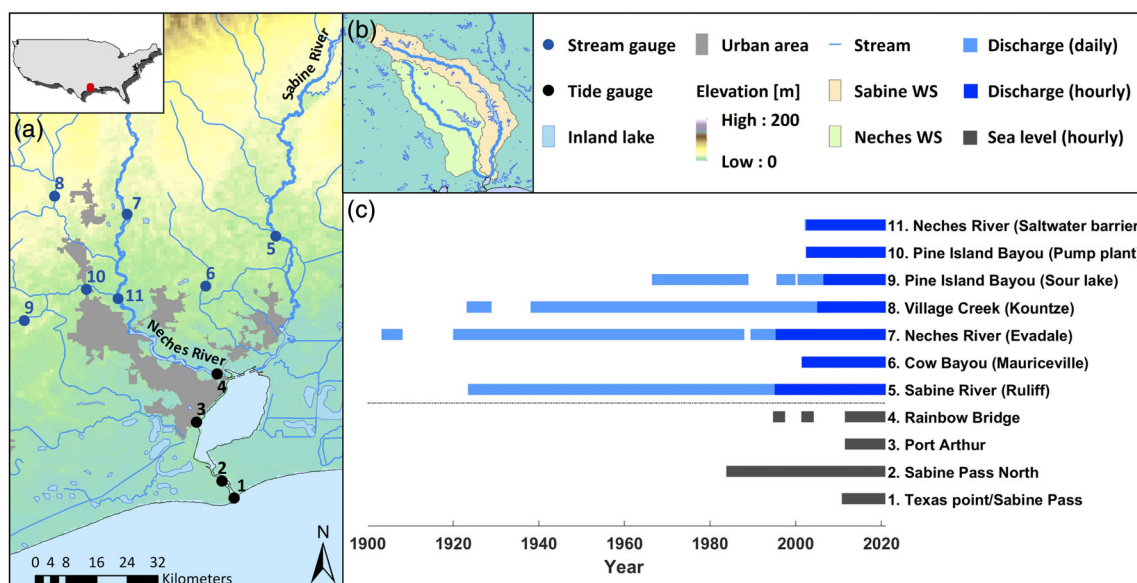 (a)
Sabine River
8
7
5
6
10
11
9
Neches River
4
3
2
1
N
0 4 8 16 24 32
Kilometers
(b)
Stream gauge
Urban area
Stream
Discharge (daily)
Tide gauge
Elevation [m]
High : 200
Low : 0
Sabine WS
Discharge (hourly)
Inland lake
Neches WS
Sea level (hourly)
(c)
11. Neches River (Saltwater barrier
10. Pine Island Bayou (Pump plant)
9. Pine Island Bayou (Sour lake)
8. Village Creek (Kountze)
7. Neches River (Evadale)
6. Cow Bayou (Mauriceville)
5. Sabine River (Ruliff)
4. Rainbow Bridge
3. Port Arthur
2. Sabine Pass North
1. Texas point/Sabine Pass
1900 1920 1940 1960 1980 2000 2020
Year